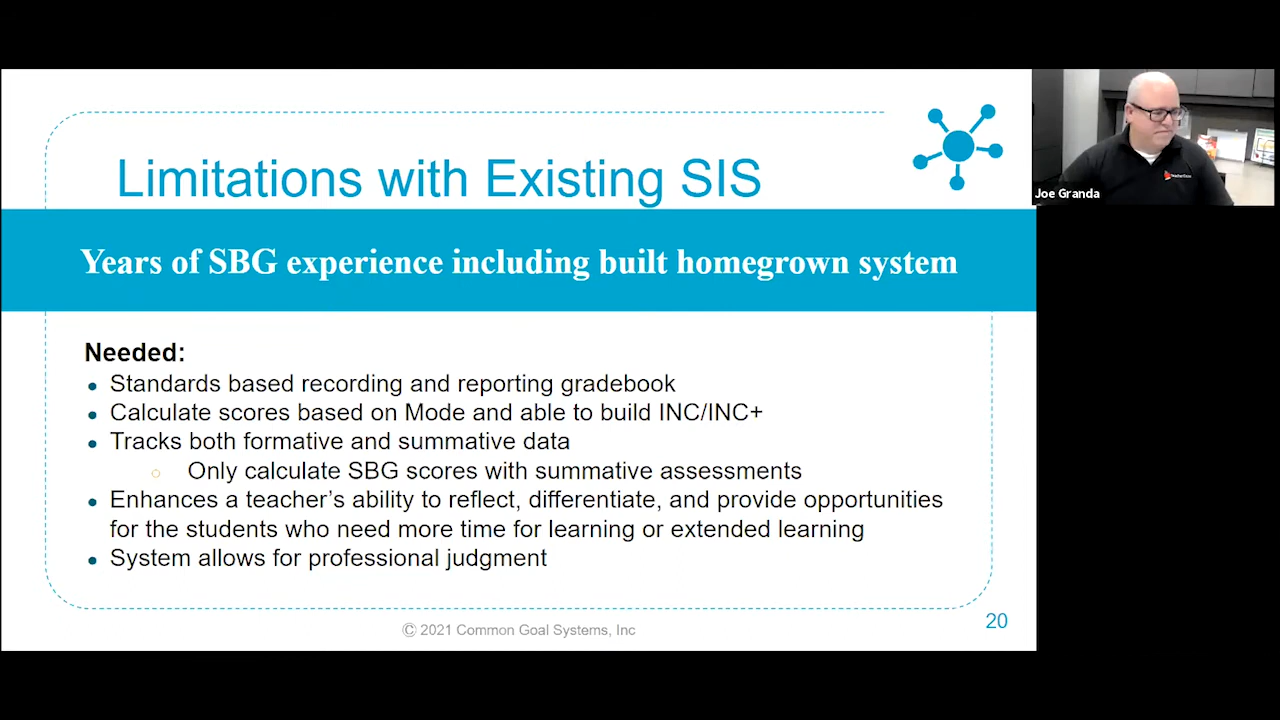 Limitations with Existing SIS
Years of SBG experience including built homegrown system
Needed:
• Standards based recording and reporting gradebook
• Calculate scores based on Mode and able to build INC/INC+
• Tracks both formative and summative data
○ Only calculate SBG scores with summative assessments
• Enhances a teacher’s ability to reflect, differentiate, and provide opportunities
for the students who need more time for learning or extended learning
• System allows for professional judgment
© 2021 Common Goal Systems, Inc
20
Joe Granda